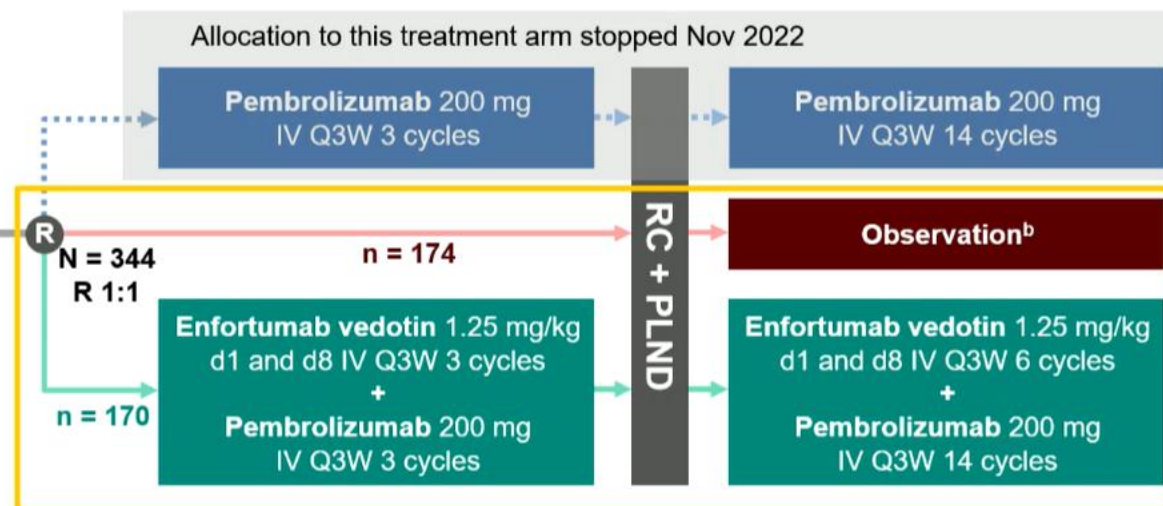 Allocation to this treatment arm stopped Nov 2022
Pembrolizumab 200 mg
IV Q3W 3 cycles
Pembrolizumab 200 mg
IV Q3W 14 cycles
R
N = 344
R 1:1
n = 174
RC + PLND
Observationᵇ
n = 170
Enfortumab vedotin 1.25 mg/kg
d1 and d8 IV Q3W 3 cycles
+
Pembrolizumab 200 mg
IV Q3W 3 cycles
Enfortumab vedotin 1.25 mg/kg
d1 and d8 IV Q3W 6 cycles
+
Pembrolizumab 200 mg
IV Q3W 14 cycles